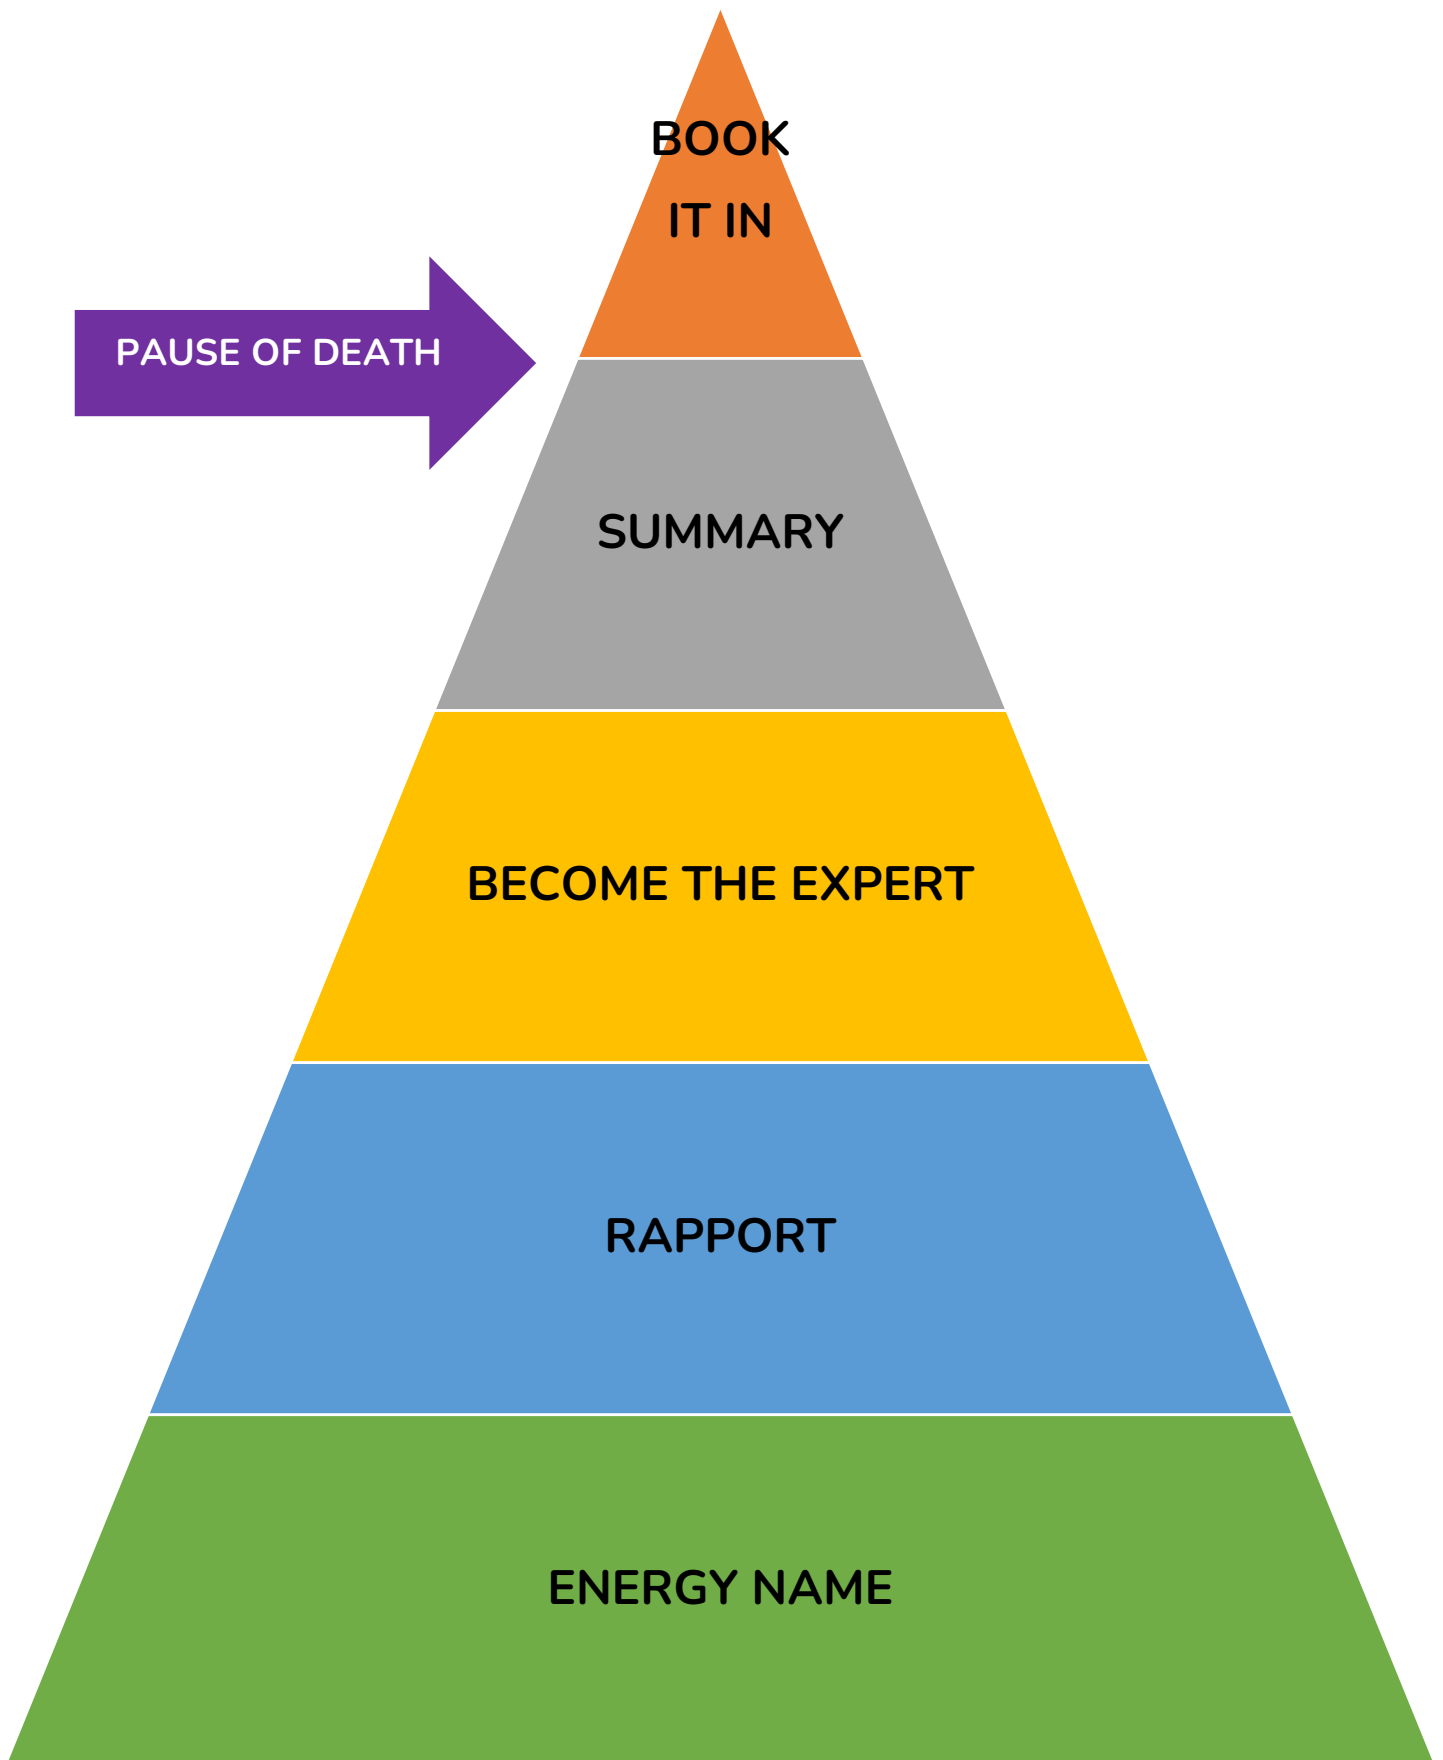 BOOK
IT IN
PAUSE OF DEATH
SUMMARY
BECOME THE EXPERT
RAPPORT
ENERGY NAME